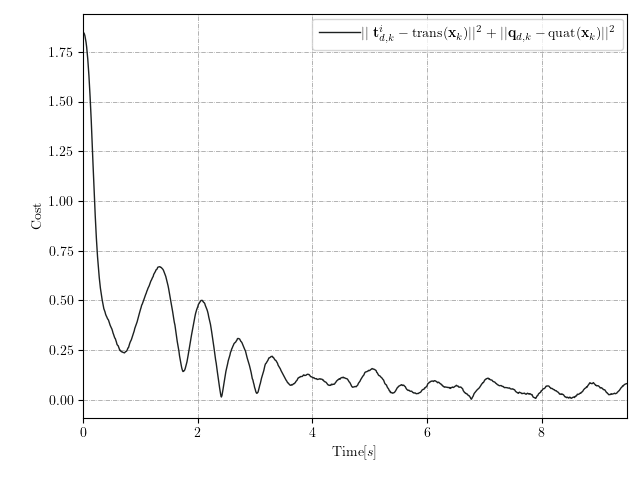 || t^i_{d,k} − trans(x_k)||^2 + ||q_{d,k} − quat(x_k)||^2
1.75
1.50
1.25
1.00
0.75
0.50
0.25
0.00
Cost
0 2 4 6 8
Time[s]